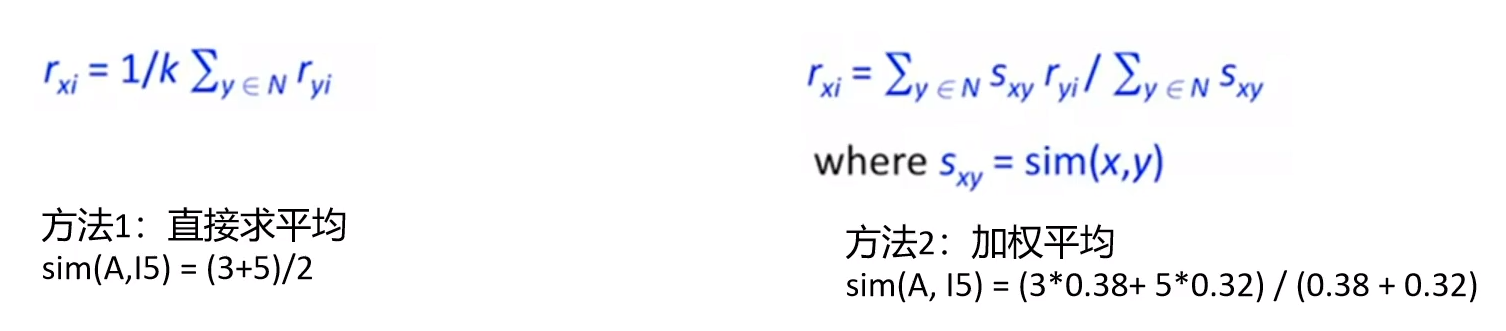 r_xi = 1/k ∑_y ∈ N r_yi
方法1：直接求平均
sim(A,I5) = (3+5)/2
r_xi = ∑_y ∈ N s_xy r_yi / ∑_y ∈ N s_xy
where s_xy = sim(x,y)
方法2：加权平均
sim(A, I5) = (3*0.38+ 5*0.32) / (0.38 + 0.32)